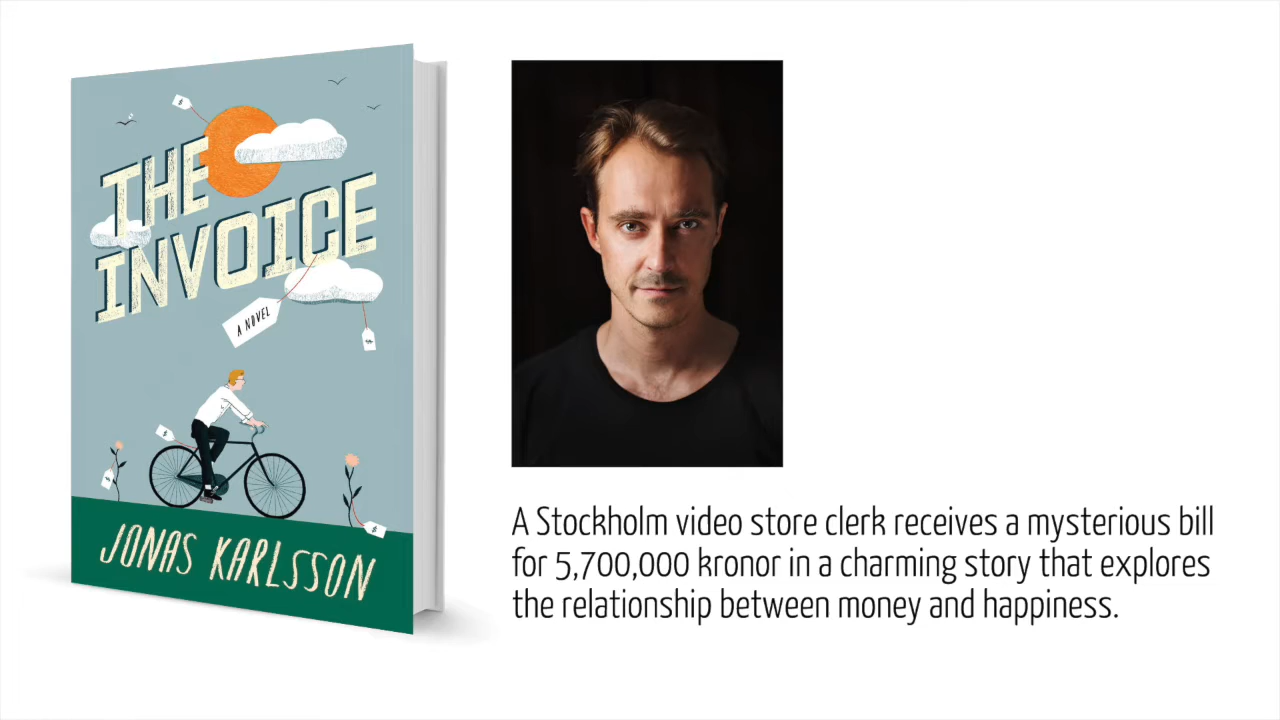 THE
INVOICE
A NOVEL
JONAS KARLSSON
A Stockholm video store clerk receives a mysterious bill
for 5,700,000 kronor in a charming story that explores
the relationship between money and happiness.